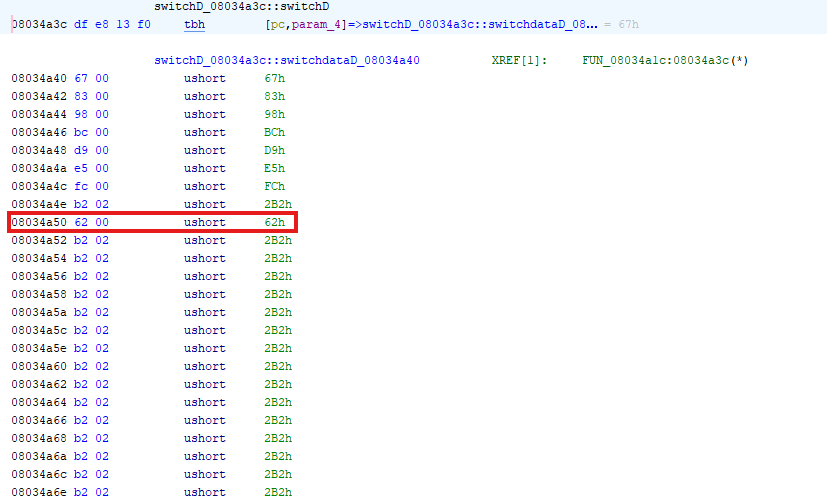 switchD_08034a3c::switchD
08034a3c df e8 13 f0 tbh [pc,param_4]=>switchD_08034a3c::switchdataD_08... = 67h
switchD_08034a3c::switchdataD_08034a40 XREF[1]: FUN_08034a1c:08034a3c(*)
08034a40 67 00 ushort 67h
08034a42 83 00 ushort 83h
08034a44 98 00 ushort 98h
08034a46 bc 00 ushort BCh
08034a48 d9 00 ushort D9h
08034a4a e5 00 ushort E5h
08034a4c fc 00 ushort FCh
08034a4e b2 02 ushort 2B2h
08034a50 62 00 ushort 62h
08034a52 b2 02 ushort 2B2h
08034a54 b2 02 ushort 2B2h
08034a56 b2 02 ushort 2B2h
08034a58 b2 02 ushort 2B2h
08034a5a b2 02 ushort 2B2h
08034a5c b2 02 ushort 2B2h
08034a5e b2 02 ushort 2B2h
08034a60 b2 02 ushort 2B2h
08034a62 b2 02 ushort 2B2h
08034a64 b2 02 ushort 2B2h
08034a66 b2 02 ushort 2B2h
08034a68 b2 02 ushort 2B2h
08034a6a b2 02 ushort 2B2h
08034a6c b2 02 ushort 2B2h
08034a6e b2 02 ushort 2B2h